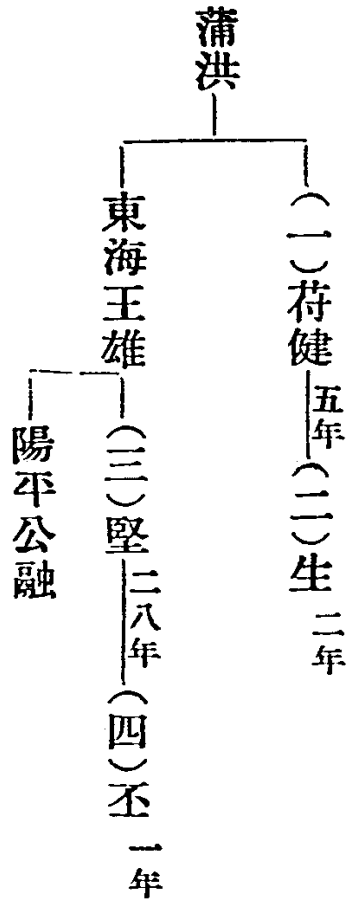 蒲洪
(一)苻健
五年
(二)生
二年
東海王雄
(三)堅
二八年
(四)丕
一年
陽平公融